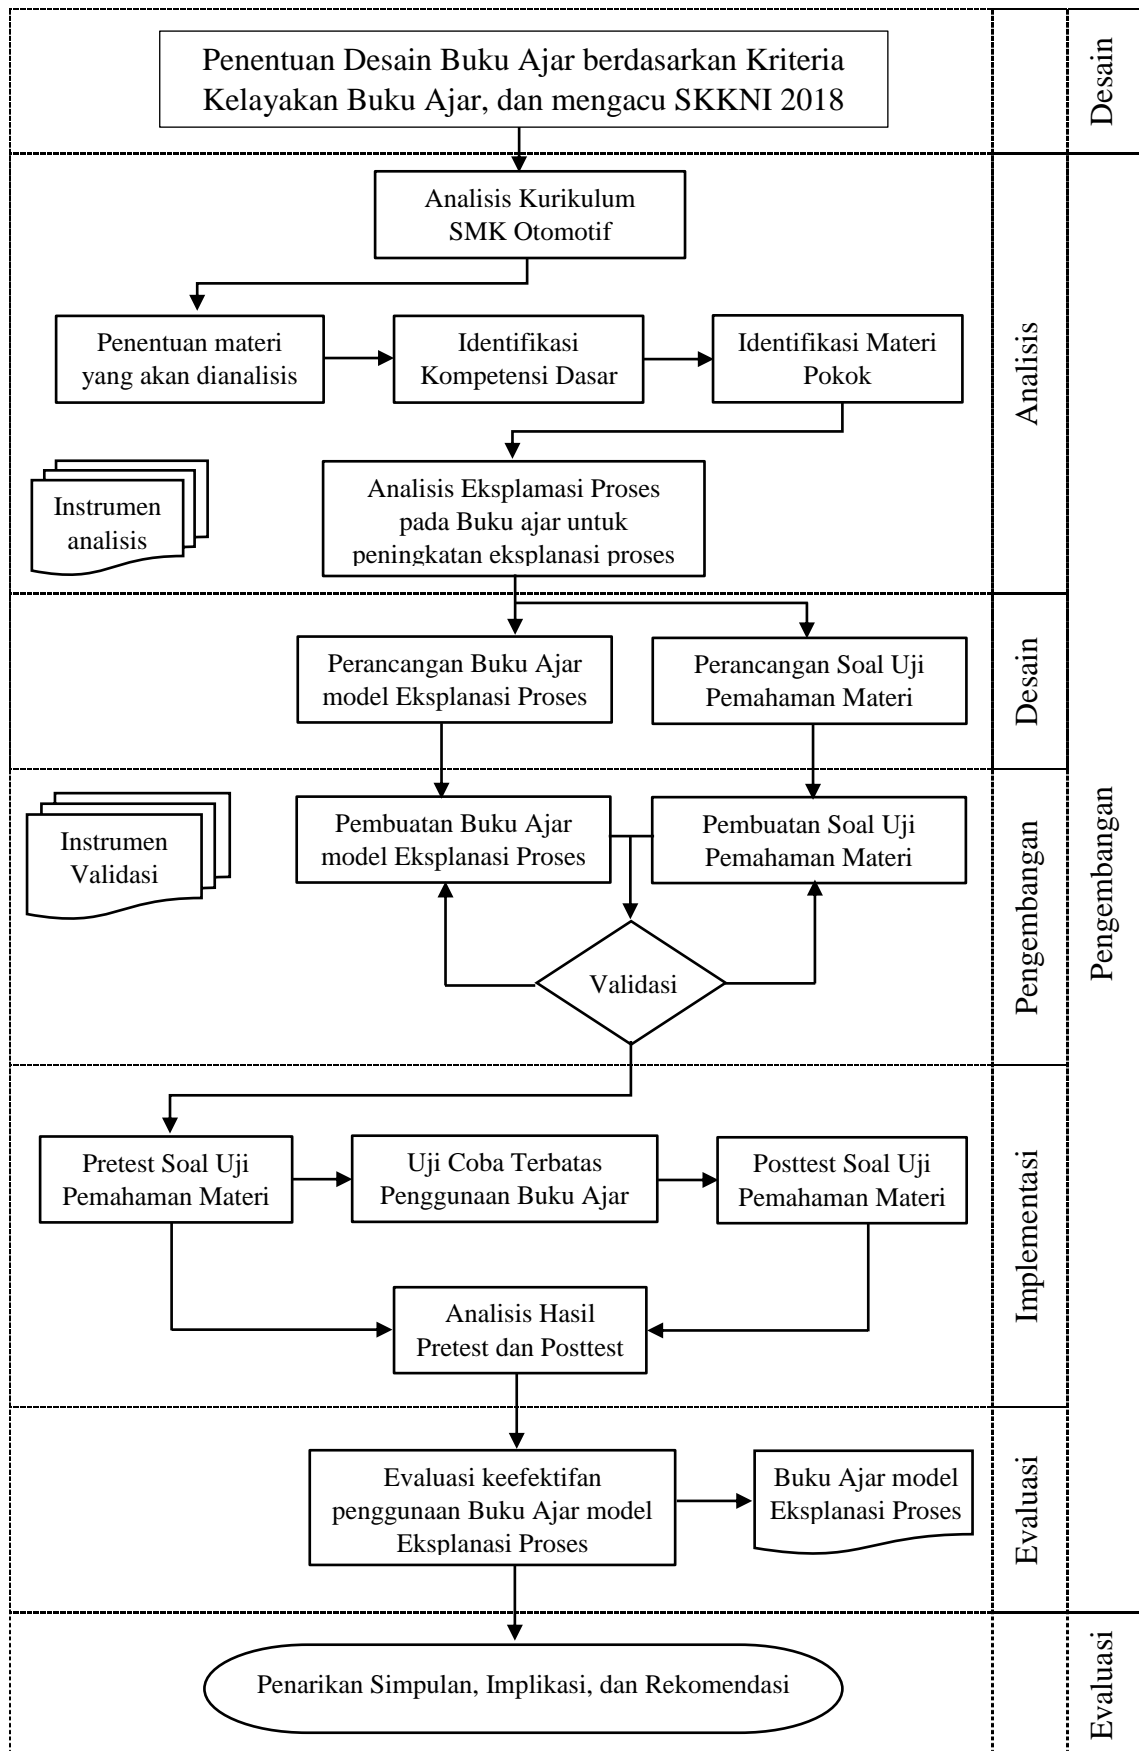 Penentuan Desain Buku Ajar berdasarkan Kriteria
Kelayakan Buku Ajar, dan mengacu SKKNI 2018
Desain
Analisis Kurikulum
SMK Otomotif
Penentuan materi
yang akan dianalisis
Identifikasi
Kompetensi Dasar
Identifikasi Materi
Pokok
Instrumen
analisis
Analisis Eksplamasi Proses
pada Buku ajar untuk
peningkatan eksplanasi proses
Analisis
Perancangan Buku Ajar
model Eksplanasi Proses
Perancangan Soal Uji
Pemahaman Materi
Desain
Instrumen
Validasi
Pembuatan Buku Ajar
model Eksplanasi Proses
Pembuatan Soal Uji
Pemahaman Materi
Validasi
Pengembangan
Pengembangan
Pretest Soal Uji
Pemahaman Materi
Uji Coba Terbatas
Penggunaan Buku Ajar
Posttest Soal Uji
Pemahaman Materi
Analisis Hasil
Pretest dan Posttest
Implementasi
Evaluasi keefektifan
penggunaan Buku Ajar model
Eksplanasi Proses
Buku Ajar model
Eksplanasi Proses
Evaluasi
Penarikan Simpulan, Implikasi, dan Rekomendasi
Evaluasi